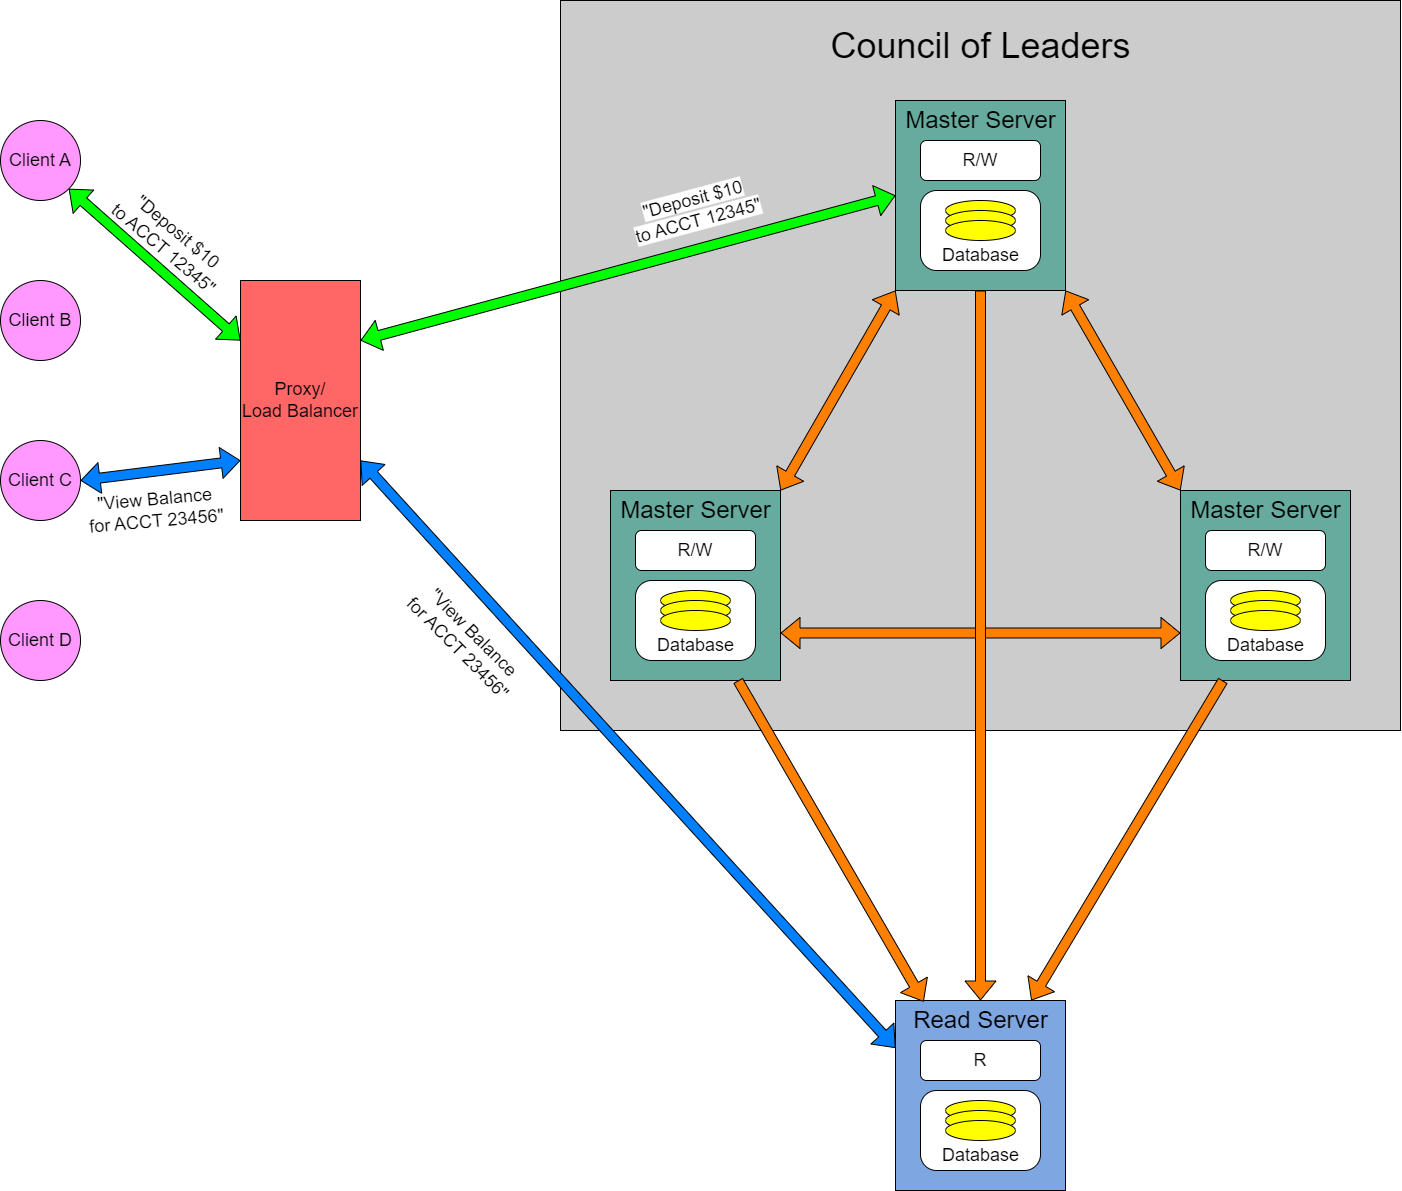 Council of Leaders
Master Server
R/W
Database
Client A
"Deposit $10
to ACCT 12345"
"Deposit $10
to ACCT 12345"
Client B
Proxy/
Load Balancer
Client C
"View Balance
for ACCT 23456"
Master Server
R/W
Database
Master Server
R/W
Database
"View Balance
for ACCT 23456"
Client D
Read Server
R
Database